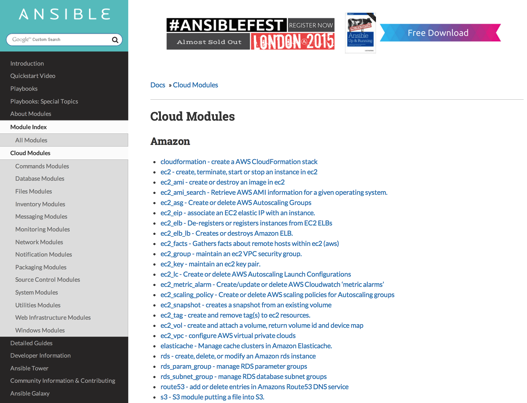 ANSIBLE
Google™ Custom Search
Introduction
Quickstart Video
Playbooks
Playbooks: Special Topics
About Modules
Module Index
All Modules
Cloud Modules
Commands Modules
Database Modules
Files Modules
Inventory Modules
Messaging Modules
Monitoring Modules
Network Modules
Notification Modules
Packaging Modules
Source Control Modules
System Modules
Utilities Modules
Web Infrastructure Modules
Windows Modules
Detailed Guides
Developer Information
Ansible Tower
Community Information & Contributing
Ansible Galaxy
#ANSIBLEFEST REGISTER NOW
Almost Sold Out LONDON 2015
Ansible
Free Download
Docs » Cloud Modules
Cloud Modules
Amazon
cloudformation - create a AWS CloudFormation stack
ec2 - create, terminate, start or stop an instance in ec2
ec2_ami - create or destroy an image in ec2
ec2_ami_search - Retrieve AWS AMI information for a given operating system.
ec2_asg - Create or delete AWS Autoscaling Groups
ec2_eip - associate an EC2 elastic IP with an instance.
ec2_elb - De-registers or registers instances from EC2 ELBs
ec2_elb_lb - Creates or destroys Amazon ELB.
ec2_facts - Gathers facts about remote hosts within ec2 (aws)
ec2_group - maintain an ec2 VPC security group.
ec2_key - maintain an ec2 key pair.
ec2_lc - Create or delete AWS Autoscaling Launch Configurations
ec2_metric_alarm - Create/update or delete AWS Cloudwatch 'metric alarms'
ec2_scaling_policy - Create or delete AWS scaling policies for Autoscaling groups
ec2_snapshot - creates a snapshot from an existing volume
ec2_tag - create and remove tag(s) to ec2 resources.
ec2_vol - create and attach a volume, return volume id and device map
ec2_vpc - configure AWS virtual private clouds
elasticache - Manage cache clusters in Amazon Elasticache.
rds - create, delete, or modify an Amazon rds instance
rds_param_group - manage RDS parameter groups
rds_subnet_group - manage RDS database subnet groups
route53 - add or delete entries in Amazons Route53 DNS service
s3 - S3 module putting a file into S3.